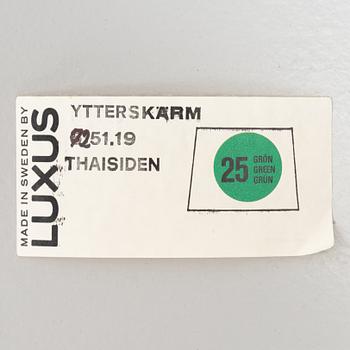 MADE IN SWEDEN BY
LUXUS
YTTERSKÄRM
51.19
THAISIDEN
25
GRÖN
GREEN
GRÜN